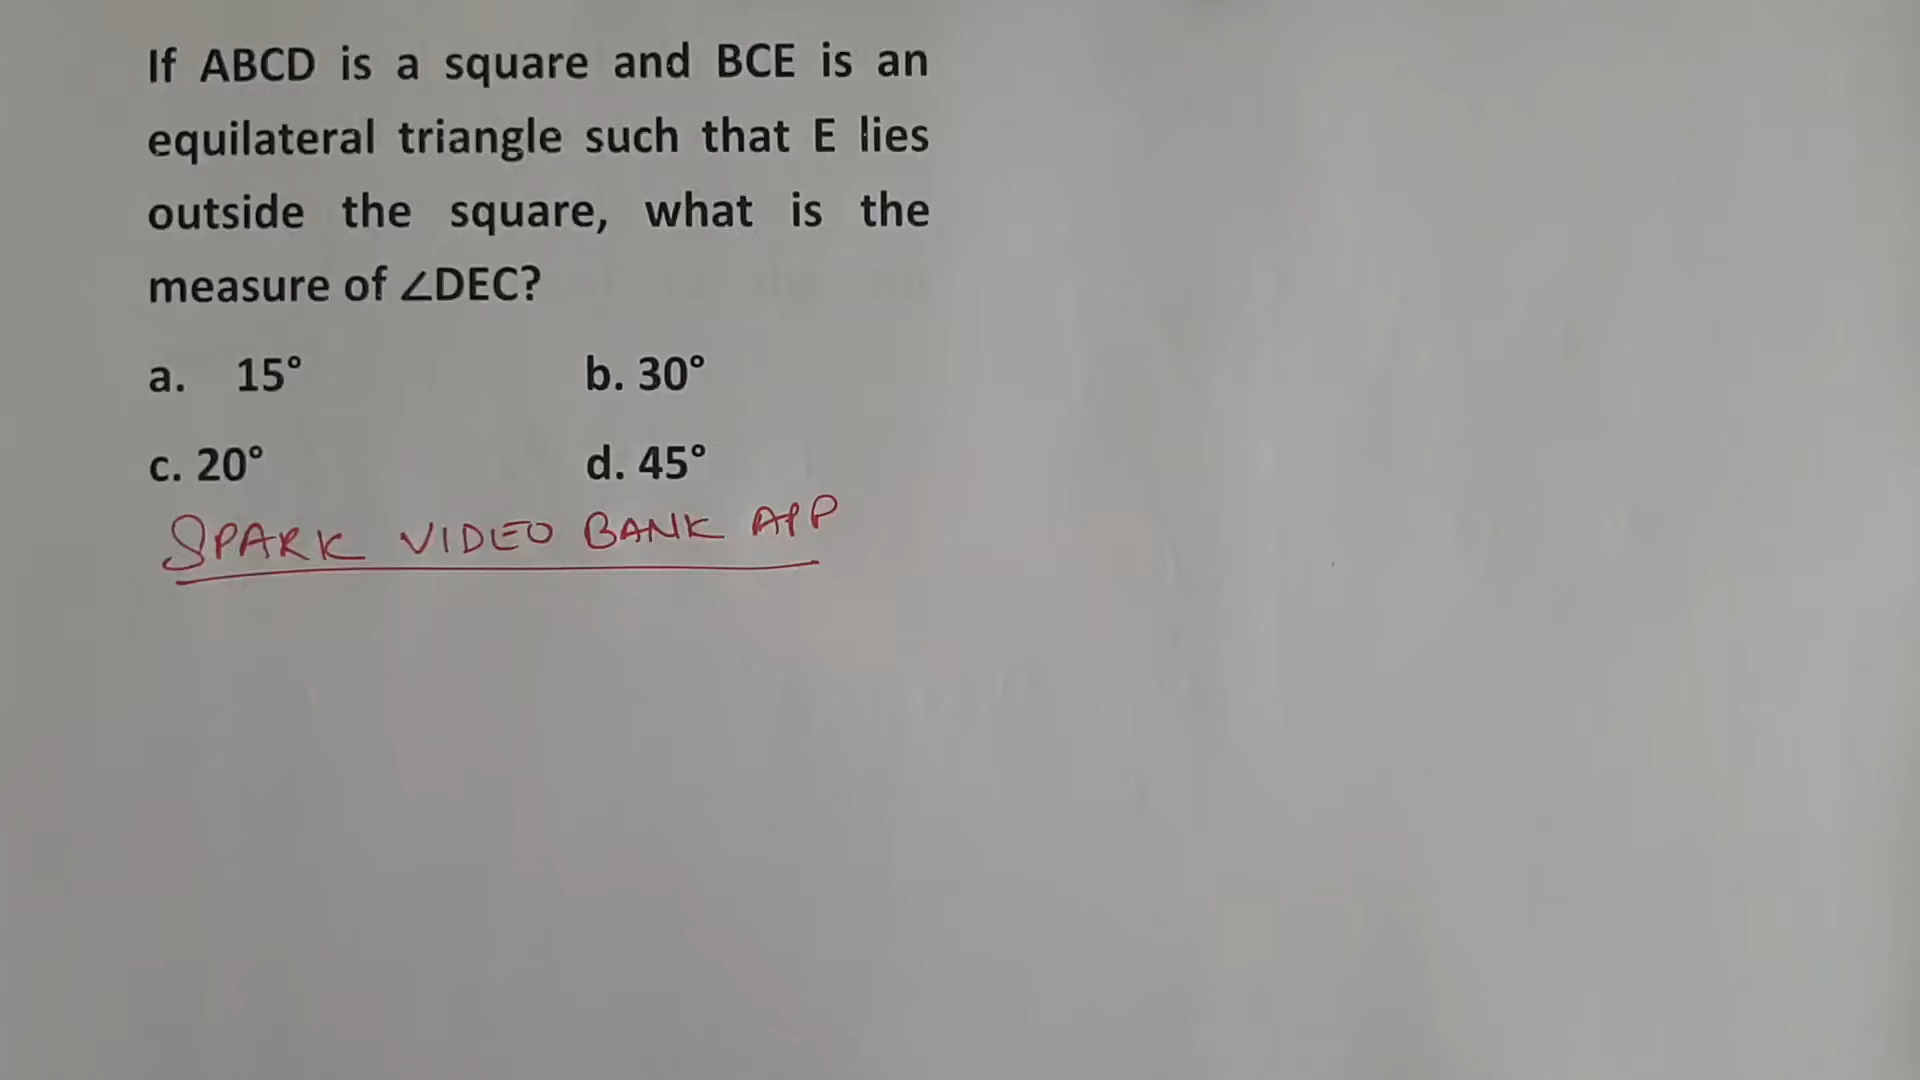 If ABCD is a square and BCE is an
equilateral triangle such that E lies
outside the square, what is the
measure of ∠DEC?
a. 15° b. 30°
c. 20° d. 45°
SPARK VIDEO BANK APP